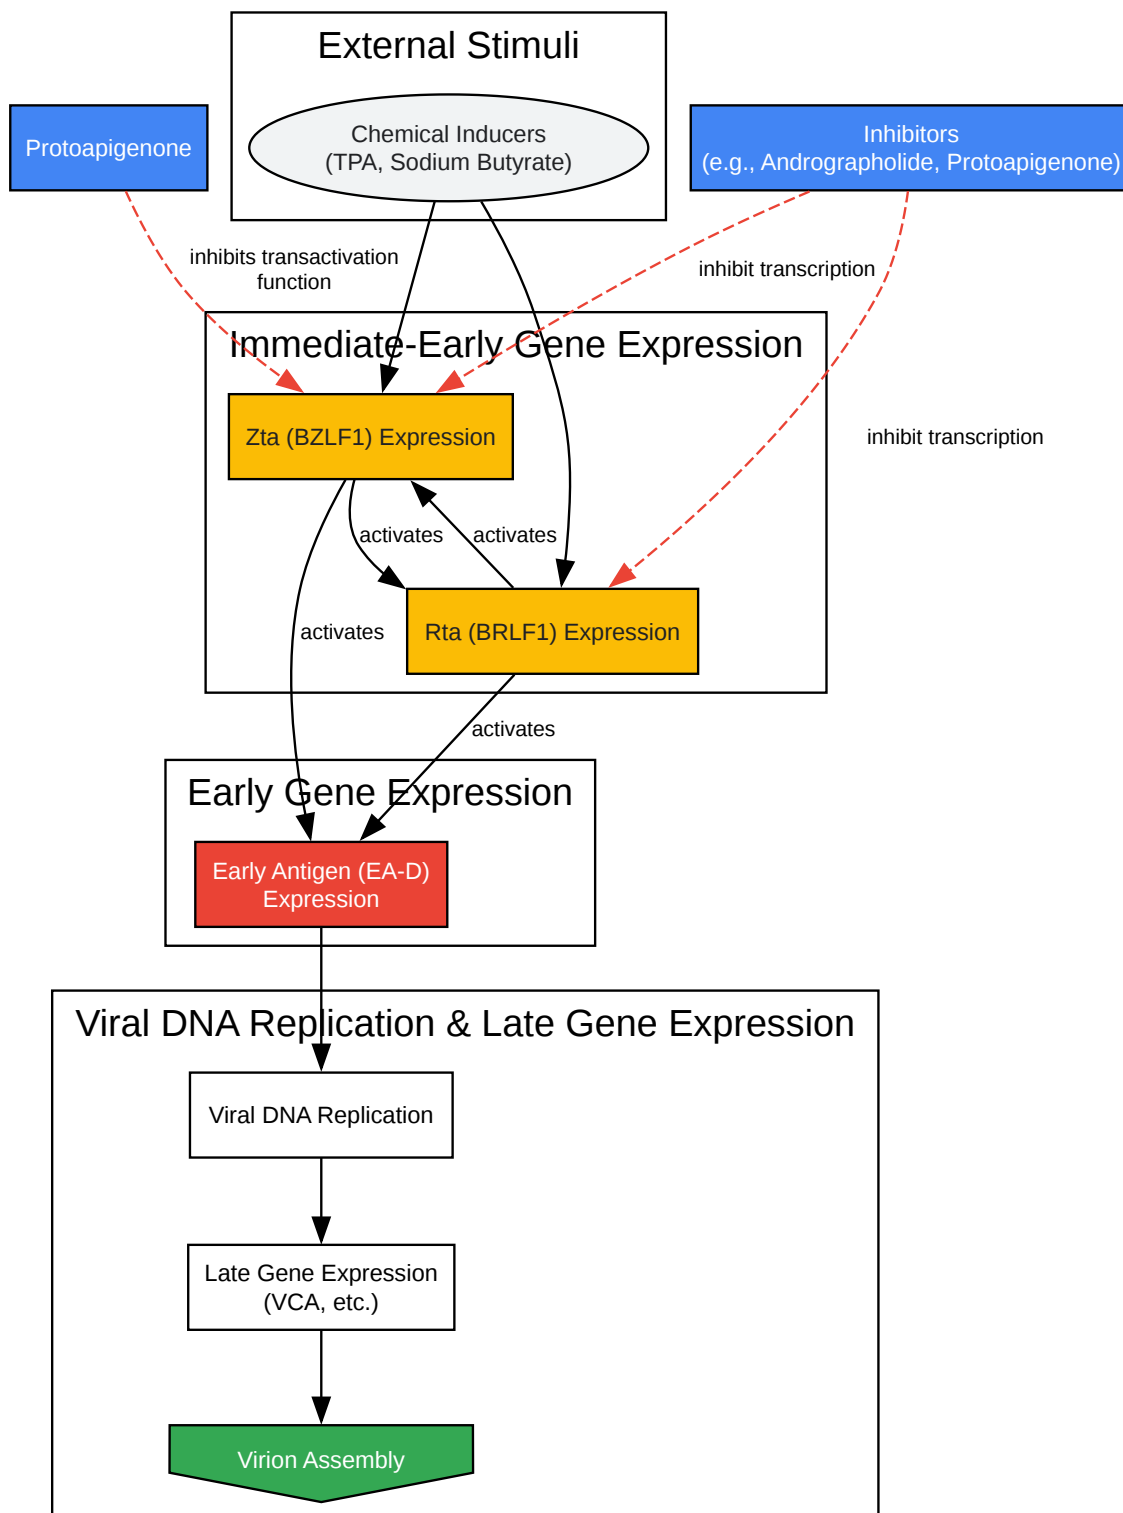 External Stimuli
Protoapigenone
Chemical Inducers
(TPA, Sodium Butyrate)
Inhibitors
(e.g., Andrographolide, Protoapigenone)
inhibits transactivation
function
inhibit transcription
Immediate-Early Gene Expression
Zta (BZLF1) Expression
inhibit transcription
activates
activates
Rta (BRLF1) Expression
activates
activates
Early Gene Expression
Early Antigen (EA-D)
Expression
Viral DNA Replication & Late Gene Expression
Viral DNA Replication
Late Gene Expression
(VCA, etc.)
Virion Assembly